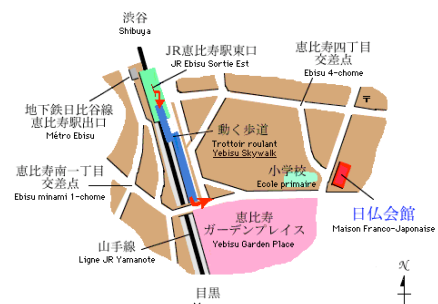 渋谷
Shibuya
JR恵比寿駅東口
JR Ebisu Sortie Est
恵比寿四丁目
交差点
Ebisu 4-chome
〒
地下鉄日比谷線
恵比寿駅出口
Métro Ebisu
動く歩道
Trottoir roulant
Yebisu Skywalk
恵比寿南一丁目
交差点
Ebisu minami 1-chome
小学校
Ecole primaire
日仏会館
Maison Franco-Japonaise
恵比寿
ガーデンプレイス
Yebisu Garden Place
山手線
Ligne JR Yamanote
目黒
N